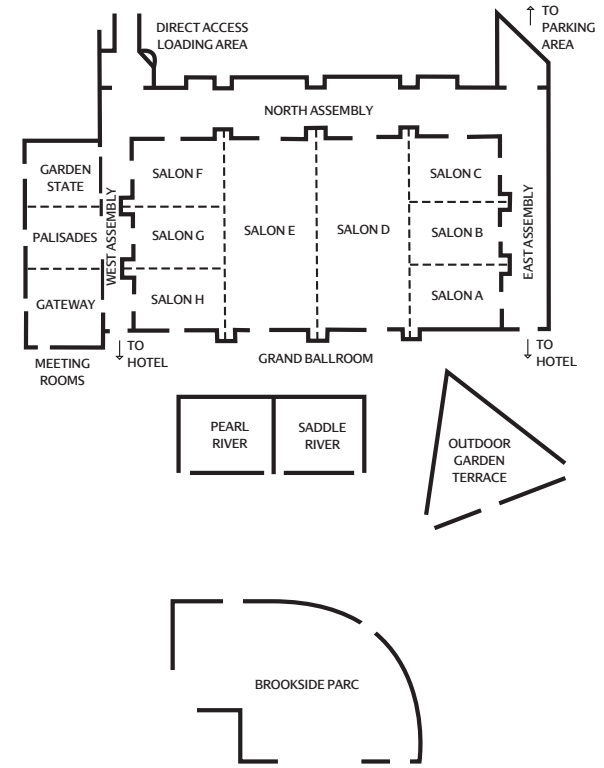 DIRECT ACCESS
LOADING AREA
TO
PARKING
AREA
NORTH ASSEMBLY
GARDEN
STATE
PALISADES
GATEWAY
MEETING
ROOMS
WEST ASSEMBLY
TO
HOTEL
SALON F
SALON G
SALON H
SALON E
SALON D
SALON C
SALON B
SALON A
EAST ASSEMBLY
TO
HOTEL
GRAND BALLROOM
PEARL
RIVER
SADDLE
RIVER
OUTDOOR
GARDEN
TERRACE
BROOKSIDE PARC